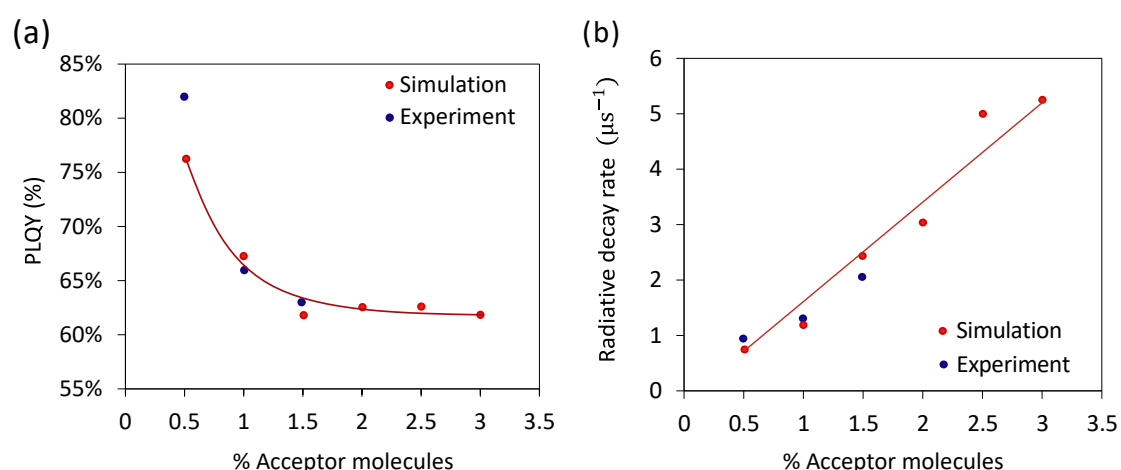 (a)
85%
80%
75%
70%
65%
60%
55%
0 0.5 1 1.5 2 2.5 3 3.5
PLQY (%)
% Acceptor molecules
Simulation
Experiment
(b)
6
5
4
3
2
1
0
0 0.5 1 1.5 2 2.5 3 3.5
Radiative decay rate (μs⁻¹)
% Acceptor molecules
Simulation
Experiment